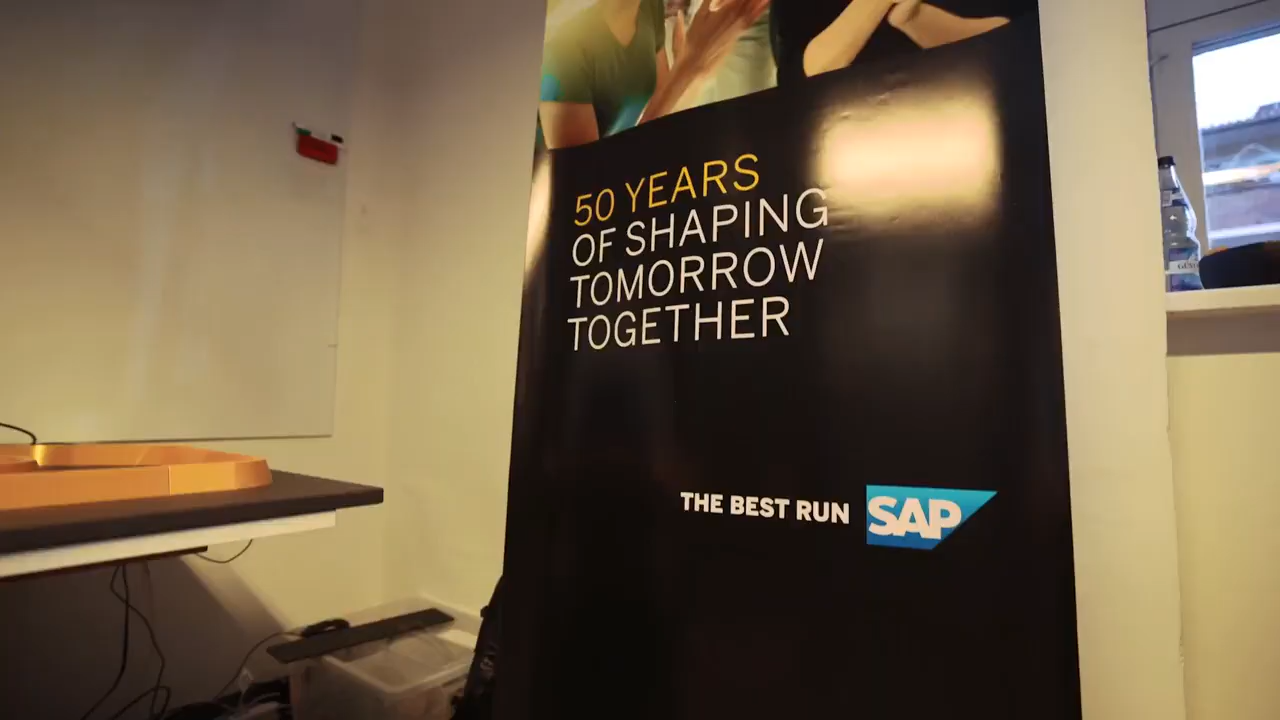 50 YEARS
OF SHAPING
TOMORROW
TOGETHER
THE BEST RUN SAP